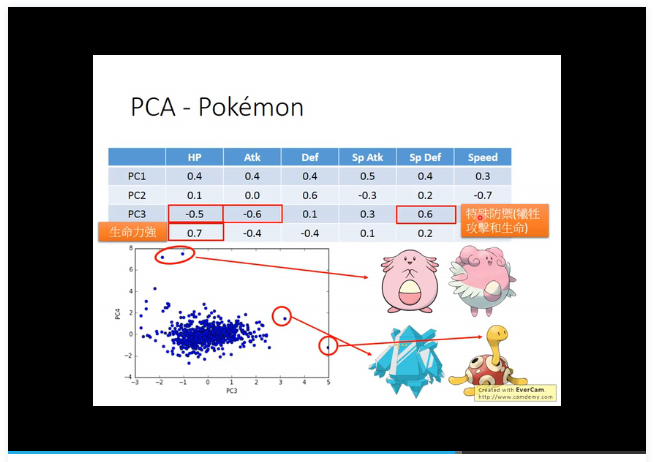 PCA - Pokémon
HP Atk Def Sp Atk Sp Def Speed
PC1 0.4 0.4 0.4 0.5 0.4 0.3
PC2 0.1 0.0 0.6 -0.3 0.2 -0.7
PC3 -0.5 -0.6 0.1 0.3 0.6
特殊防禦(犧牲
攻擊和生命)
生命力強 0.7 -0.4 -0.4 0.1 0.2
8
6
4
2
0
−2
−4
PC4
−3 −2 −1 0 1 2 3 4 5
PC3
Created with EverCam.
http://www.camdemy.com